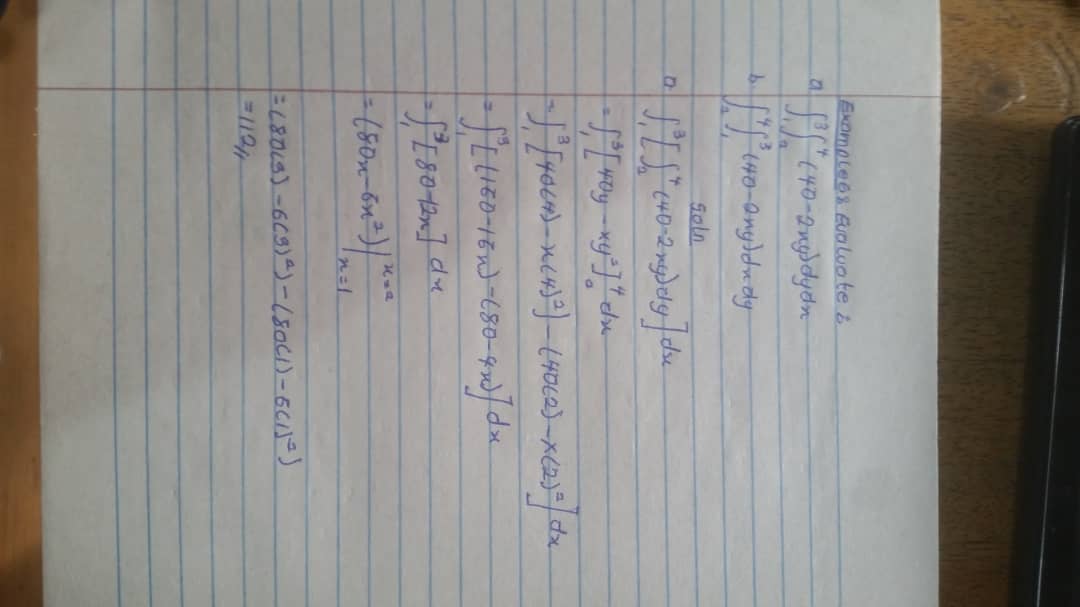 Examples: Evaluate:
a ∫₁³∫₂⁴(40-2xy)dydx
b. ∫₂⁴∫₁³(40-2xy)dxdy
Soln
a ∫₁³[∫₂⁴(40-2xy)dy]dx
= ∫₁³[40y-xy²]₂⁴ dx
= ∫₁³[40(4)-x(4)²]-(40(2)-x(2)²] dx
= ∫₁³[(160-16x)-(80-4x)]dx
= ∫₁³[80-12x] dx
= (80x-6x²)| x=2
x=1
= (80(3)-6(3)²)-(80(1)-6(1)²)
=112//